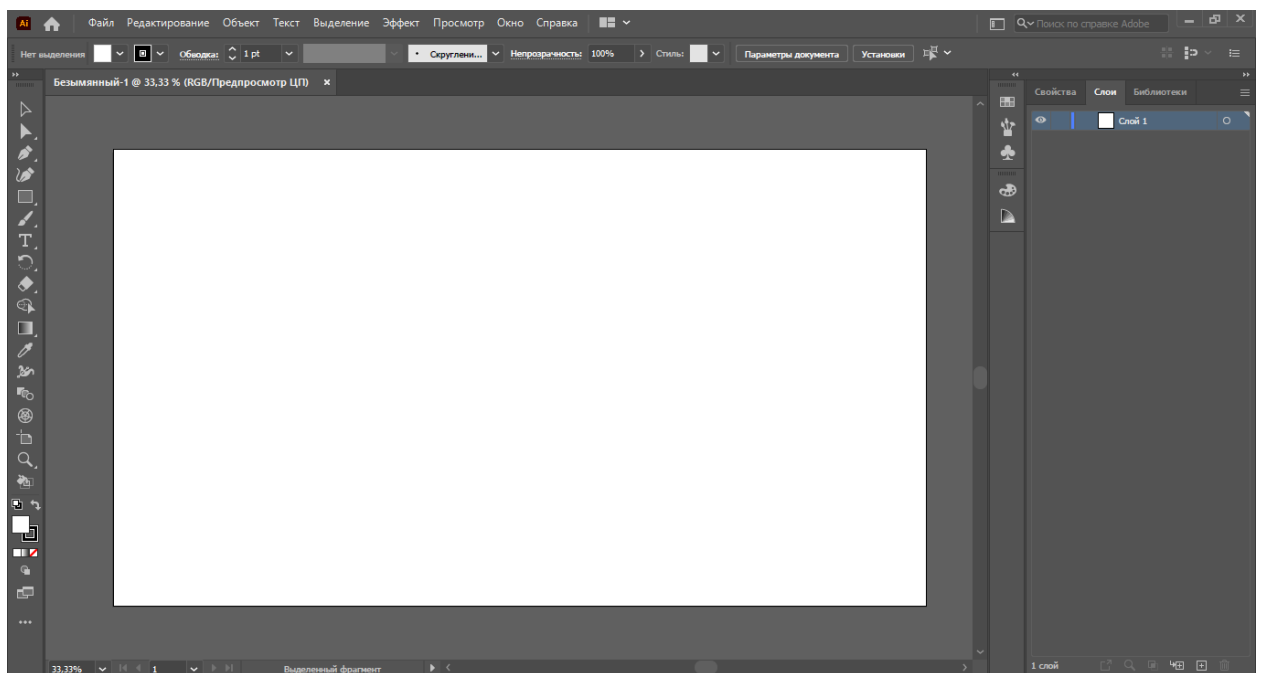 Ai Файл Редактирование Объект Текст Выделение Эффект Просмотр Окно Справка Поиск по справке Adobe
Нет выделения Обводка: 1 pt Скруглени... Непрозрачность: 100% Стиль: Параметры документа Установки
Безымянный-1 @ 33,33 % (RGB/Предпросмотр ЦП) ×
Свойства Слои Библиотеки
Слой 1
33,33% 1 Выделенный фрагмент
1 слой